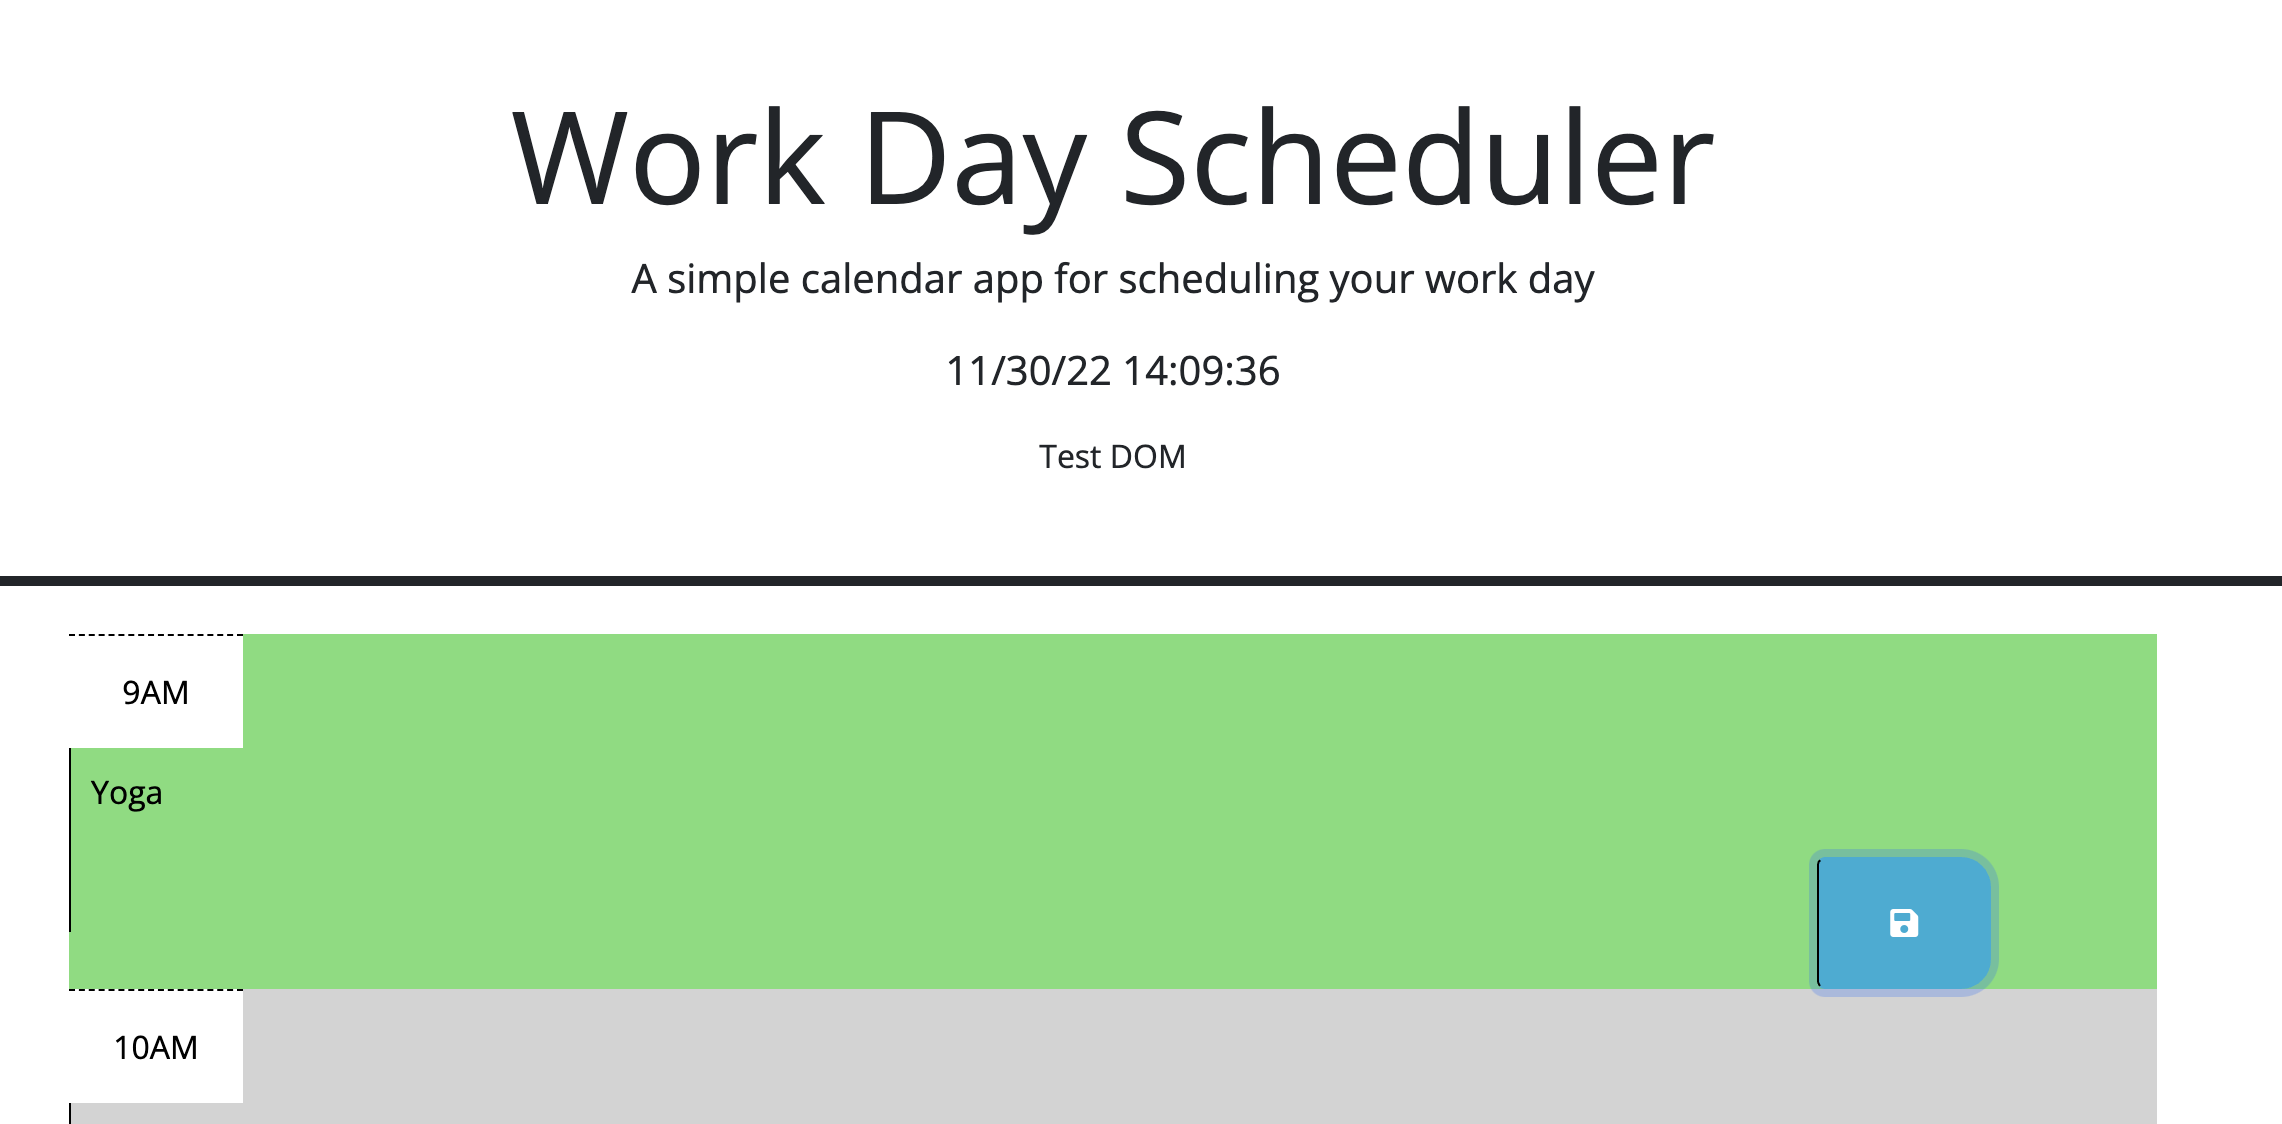 Work Day Scheduler
A simple calendar app for scheduling your work day
11/30/22 14:09:36
Test DOM
9AM
Yoga
10AM